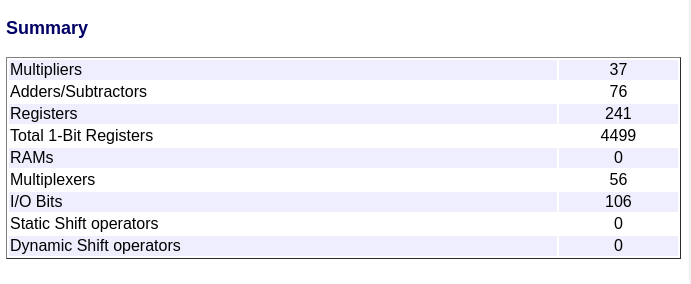 Summary
Multipliers 37
Adders/Subtractors 76
Registers 241
Total 1-Bit Registers 4499
RAMs 0
Multiplexers 56
I/O Bits 106
Static Shift operators 0
Dynamic Shift operators 0